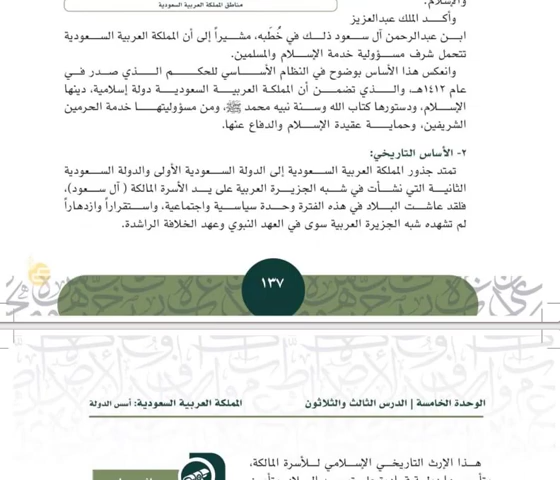 والإسلام.
مناطق المملكة العربية السعودية
وأكد الملك عبدالعزيز
ابن عبدالرحمن آل سعود ذلك في خُطَبه، مشيراً إلى أن المملكة العربية السعودية
تتحمل شرف مسؤولية خدمة الإسلام والمسلمين.
وانعكس هذا الأساس بوضوح في النظام الأساسي للحكم الذي صدر في
عام ١٤١٢هـ، والذي تضمن أن المملكة العربية السعودية دولة إسلامية، دينها
الإسلام، ودستورها كتاب الله وسنة نبيه محمد ﷺ، ومن مسؤوليتها خدمة الحرمين
الشريفين، وحماية عقيدة الإسلام والدفاع عنها.
٢- الأساس التاريخي:
تمتد جذور المملكة العربية السعودية إلى الدولة السعودية الأولى والدولة السعودية
الثانية التي نشأت في شبه الجزيرة العربية على يد الأسرة المالكة ( آل سعود)،
فلقد عاشت البلاد في هذه الفترة وحدة سياسية واجتماعية، واستقراراً وازدهاراً
لم تشهده شبه الجزيرة العربية سوى في العهد النبوي وعهد الخلافة الراشدة.
١٣٧
الوحدة الخامسة | الدرس الثالث والثلاثون
المملكة العربية السعودية: أسس الدولة
هذا الإرث التاريخي الإسلامي للأسرة المالكة،